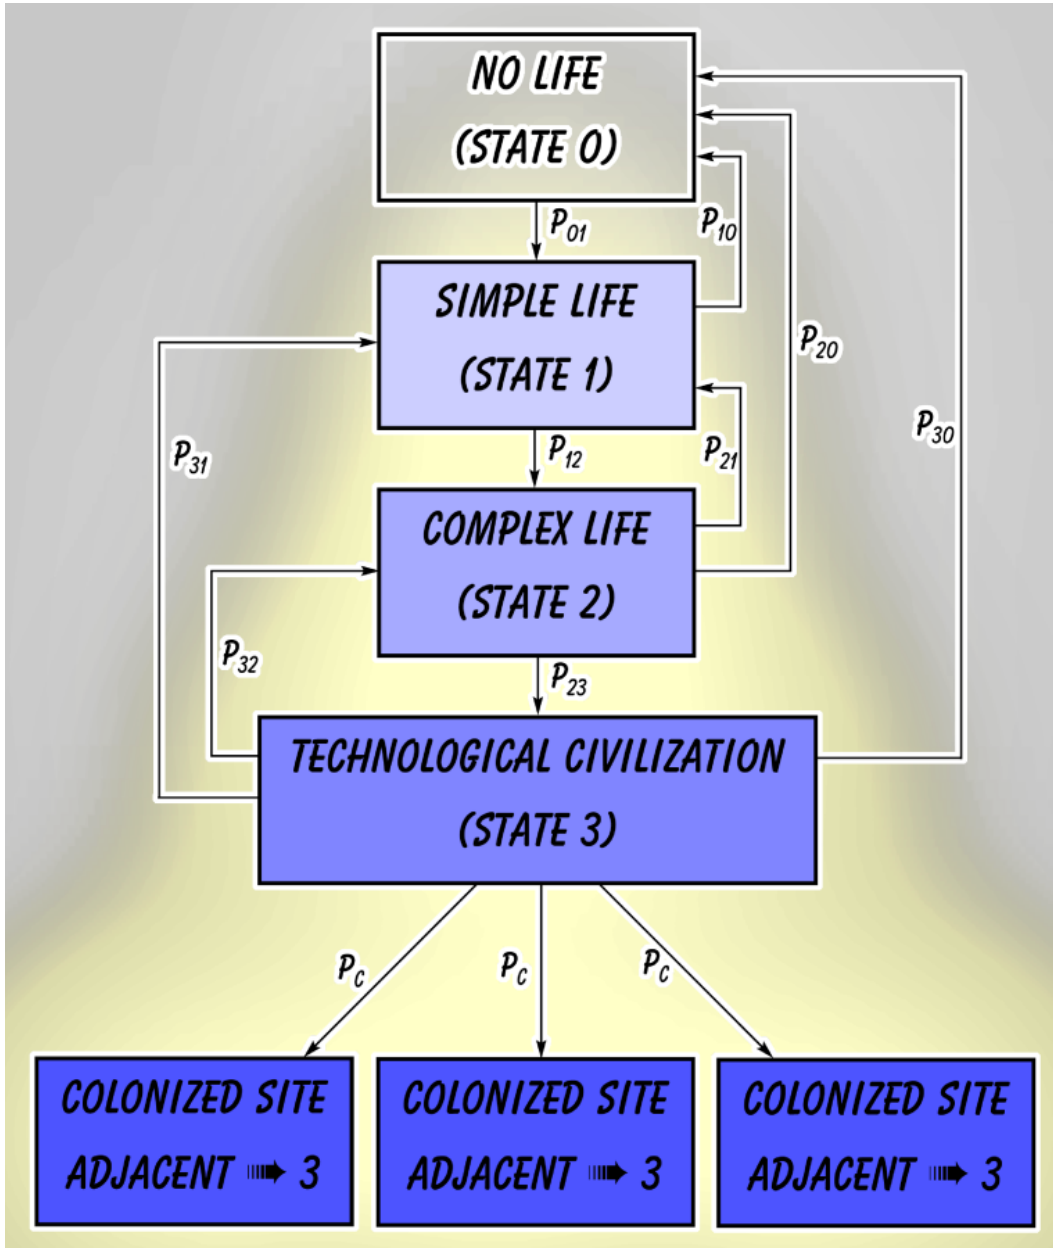 NO LIFE
(STATE 0)
P01
P10
SIMPLE LIFE
(STATE 1)
P20
P30
P31
P12
P21
COMPLEX LIFE
(STATE 2)
P32
P23
TECHNOLOGICAL CIVILIZATION
(STATE 3)
PC
PC
PC
COLONIZED SITE
ADJACENT ➠ 3
COLONIZED SITE
ADJACENT ➠ 3
COLONIZED SITE
ADJACENT ➠ 3